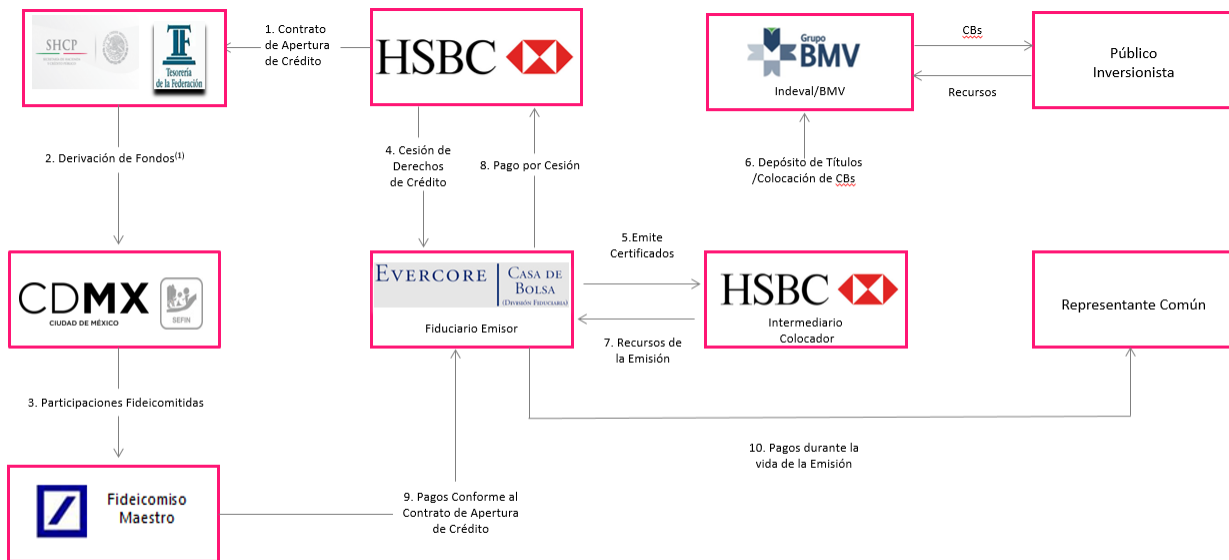 SHCP
TF
Tesorería
de la Federación
1. Contrato
de Apertura
de Crédito
HSBC
Grupo
BMV
Indeval/BMV
CBs
Recursos
Público
Inversionista
2. Derivación de Fondos(1)
4. Cesión de
Derechos
de Crédito
8. Pago por Cesión
6. Depósito de Títulos
/Colocación de CBs
CDMX
CIUDAD DE MÉXICO
SEFIN
EVERCORE
CASA DE
BOLSA
(DIVISIÓN FIDUCIARIA)
Fiduciario Emisor
5.Emite
Certificados
7. Recursos de
la Emisión
HSBC
Intermediario
Colocador
Representante Común
3. Participaciones Fideicomitidas
10. Pagos durante la
vida de la Emisión
Fideicomiso
Maestro
9. Pagos Conforme al
Contrato de Apertura
de Crédito